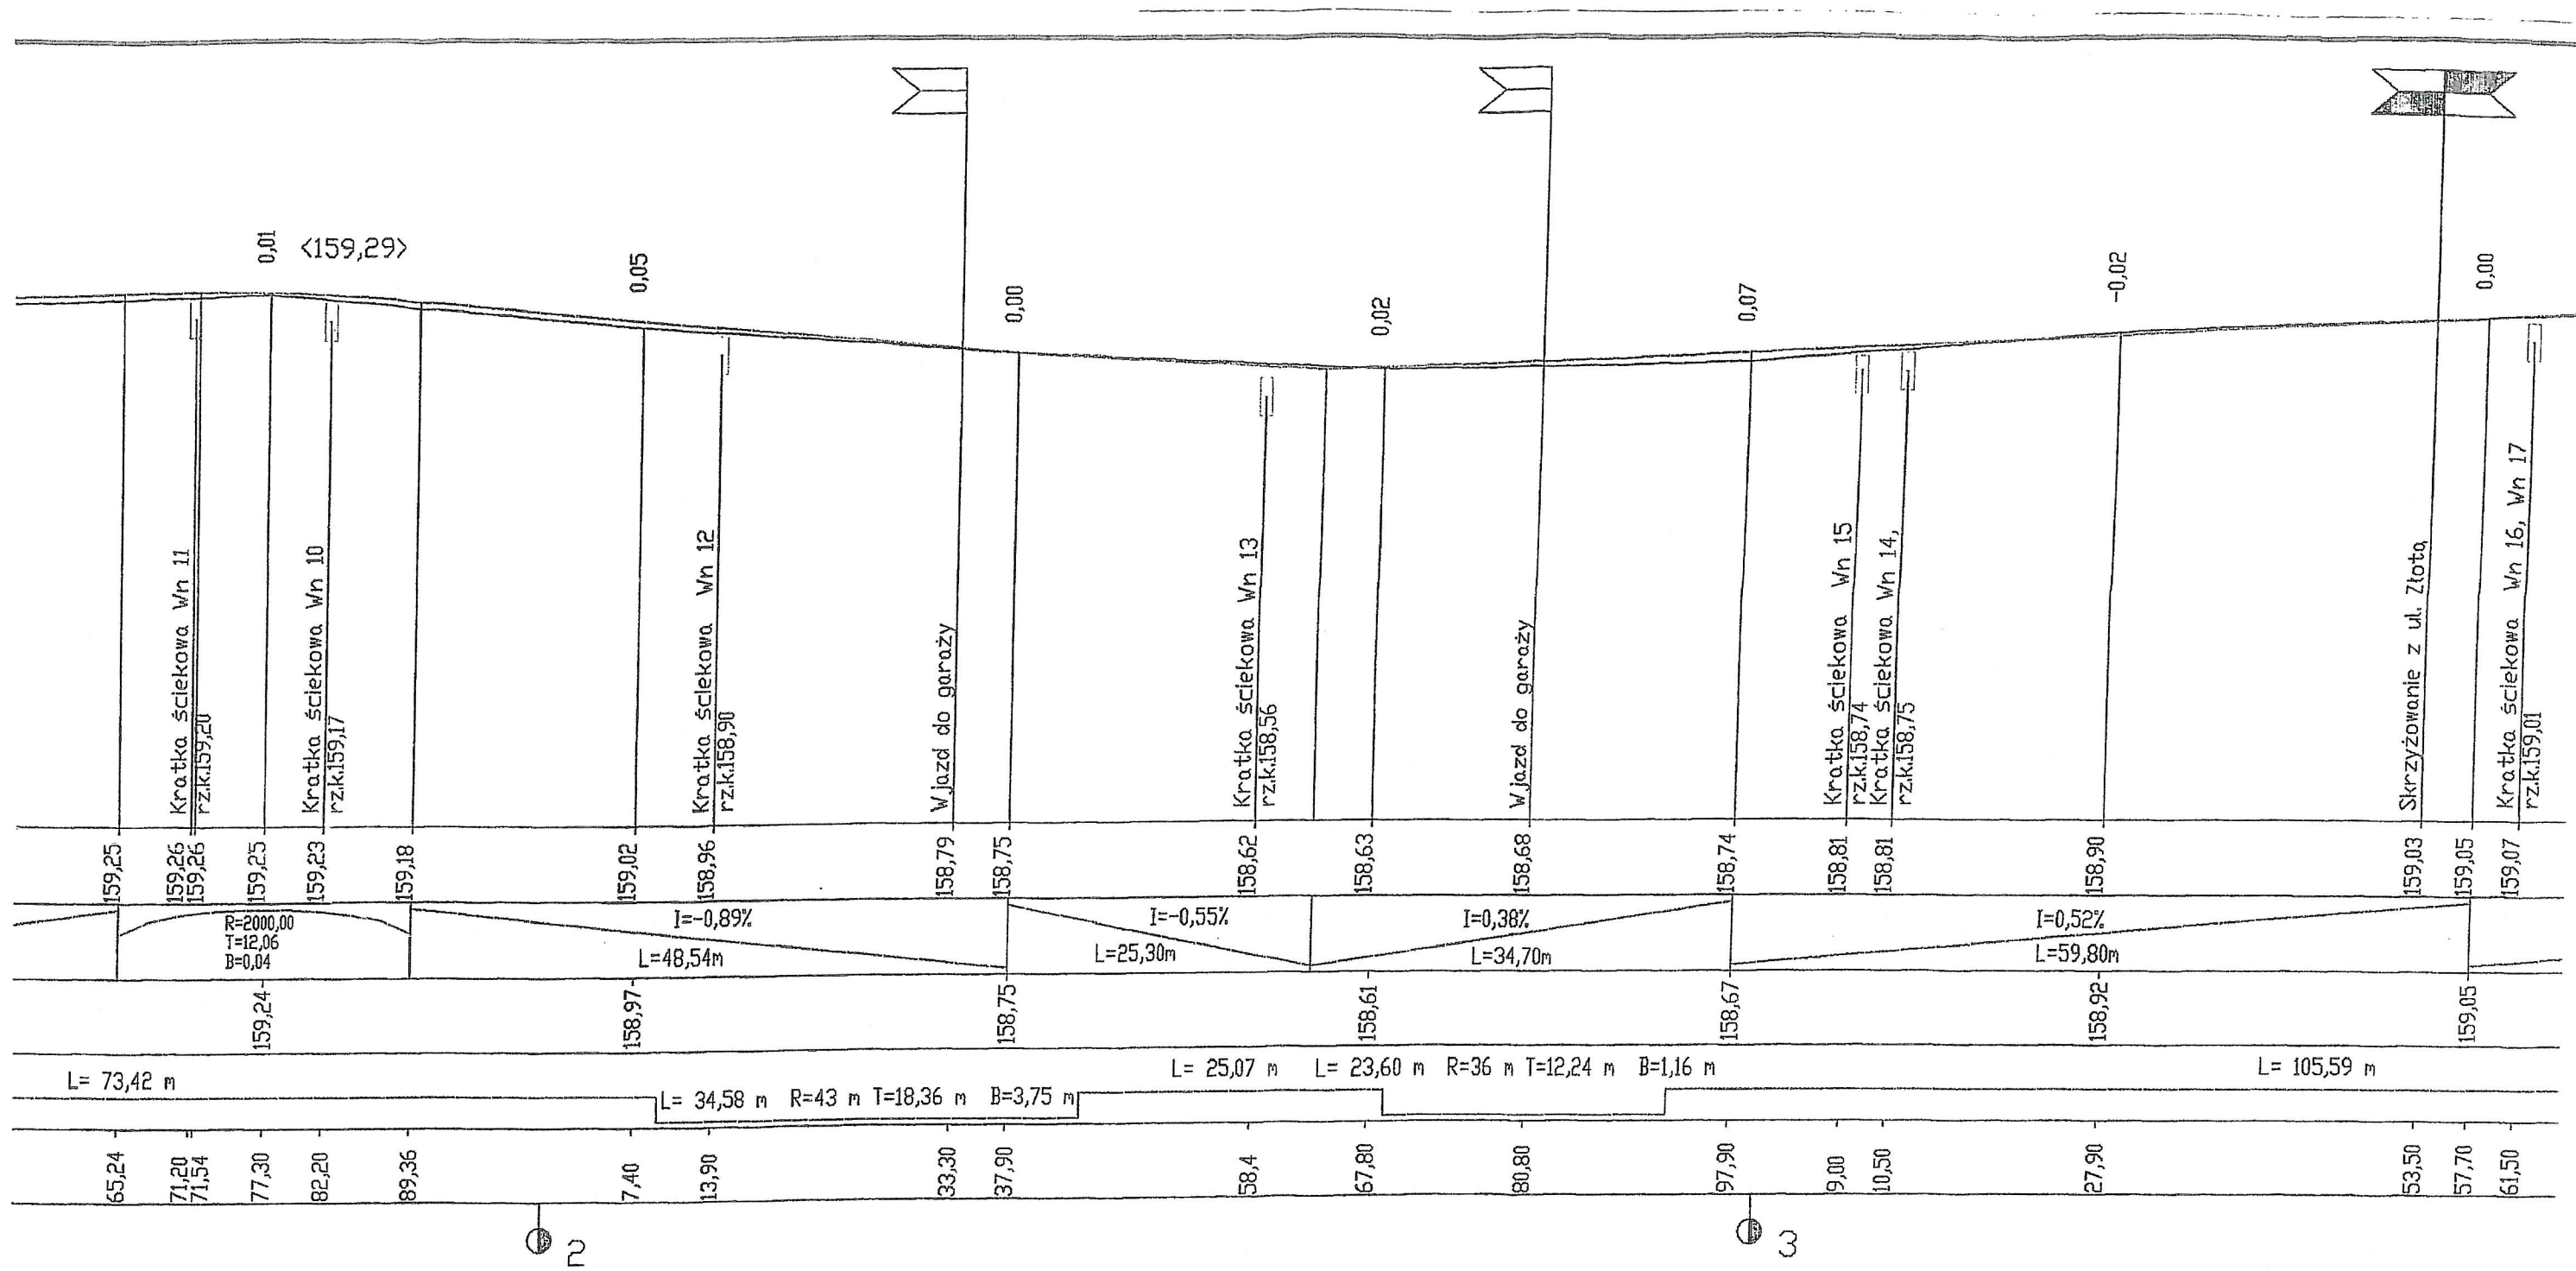 0,01 <159,29>
0,05
0,00
0,02
0,07
-0,02
0,00
Kratka ściekowa Wn 11
rz.k.159,20
Kratka ściekowa Wn 10
rz.k.159,17
Kratka ściekowa Wn 12
rz.k.158,90
Wjazd do garaży
Kratka ściekowa Wn 13
rz.k.158,56
Wjazd do garaży
Kratka ściekowa Wn 15
rz.k.158,74
Kratka ściekowa Wn 14,
rz.k.158,75
Skrzyżowanie z ul. Złotą
Kratka ściekowa Wn 16, Wn 17
rz.k.159,01
159,25 159,26 159,26 159,25 159,23 159,18 159,02 158,96 158,79 158,75 158,62 158,63 158,68 158,74 158,81 158,81 158,90 159,03 159,05 159,07
R=2000,00
T=12,06
B=0,04
I=-0,89%
L=48,54m
I=-0,55%
L=25,30m
I=0,38%
L=34,70m
I=0,52%
L=59,80m
159,24 158,97 158,75 158,61 158,67 158,92 159,05
L= 73,42 m
L= 34,58 m R=43 m T=18,36 m B=3,75 m
L= 25,07 m L= 23,60 m R=36 m T=12,24 m B=1,16 m
L= 105,59 m
65,24 71,20 71,54 77,30 82,20 89,36 7,40 13,90 33,30 37,90 58,4 67,80 80,80 97,90 9,00 10,50 27,90 53,50 57,70 61,50
2 3